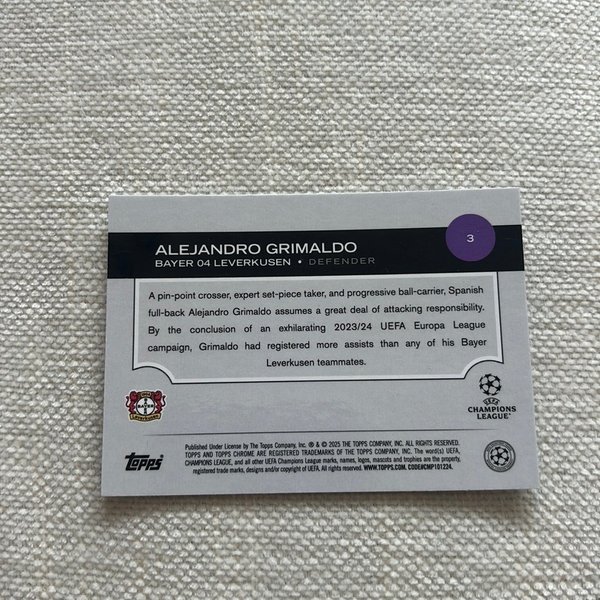 3
ALEJANDRO GRIMALDO
BAYER 04 LEVERKUSEN • DEFENDER
A pin-point crosser, expert set-piece taker, and progressive ball-carrier, Spanish
full-back Alejandro Grimaldo assumes a great deal of attacking responsibility.
By the conclusion of an exhilarating 2023/24 UEFA Europa League
campaign, Grimaldo had registered more assists than any of his Bayer
Leverkusen teammates.
BAYER
Leverkusen
UEFA
CHAMPIONS
LEAGUE
topps
Published Under License by The Topps Company, Inc. ® & © 2025 THE TOPPS COMPANY, INC. ALL RIGHTS RESERVED.
TOPPS AND TOPPS CHROME ARE REGISTERED TRADEMARKS OF THE TOPPS COMPANY, INC. The word(s) UEFA,
CHAMPIONS LEAGUE, and all other UEFA Champions League marks, names, logos, mascots and trophies are the property,
registered trade marks, designs and/or copyright of UEFA. All rights reserved. WWW.TOPPS.COM. CODE#CMP101224.